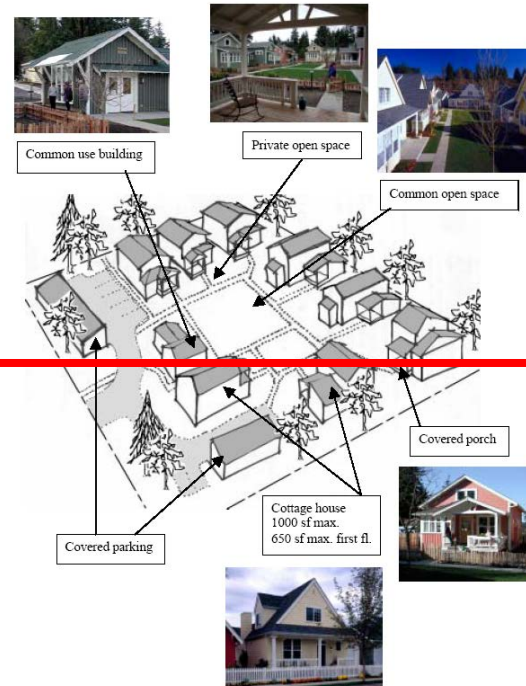 Common use building
Private open space
Common open space
Covered porch
Cottage house
1000 sf max.
650 sf max. first fl.
Covered parking